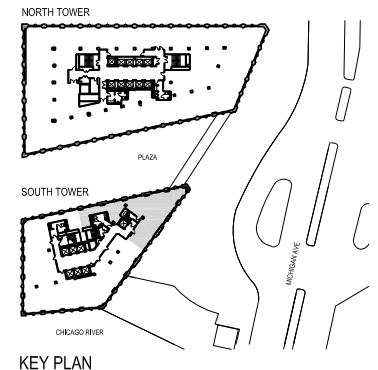 NORTH TOWER
PLAZA
SOUTH TOWER
MICHIGAN AVE
CHICAGO RIVER
KEY PLAN